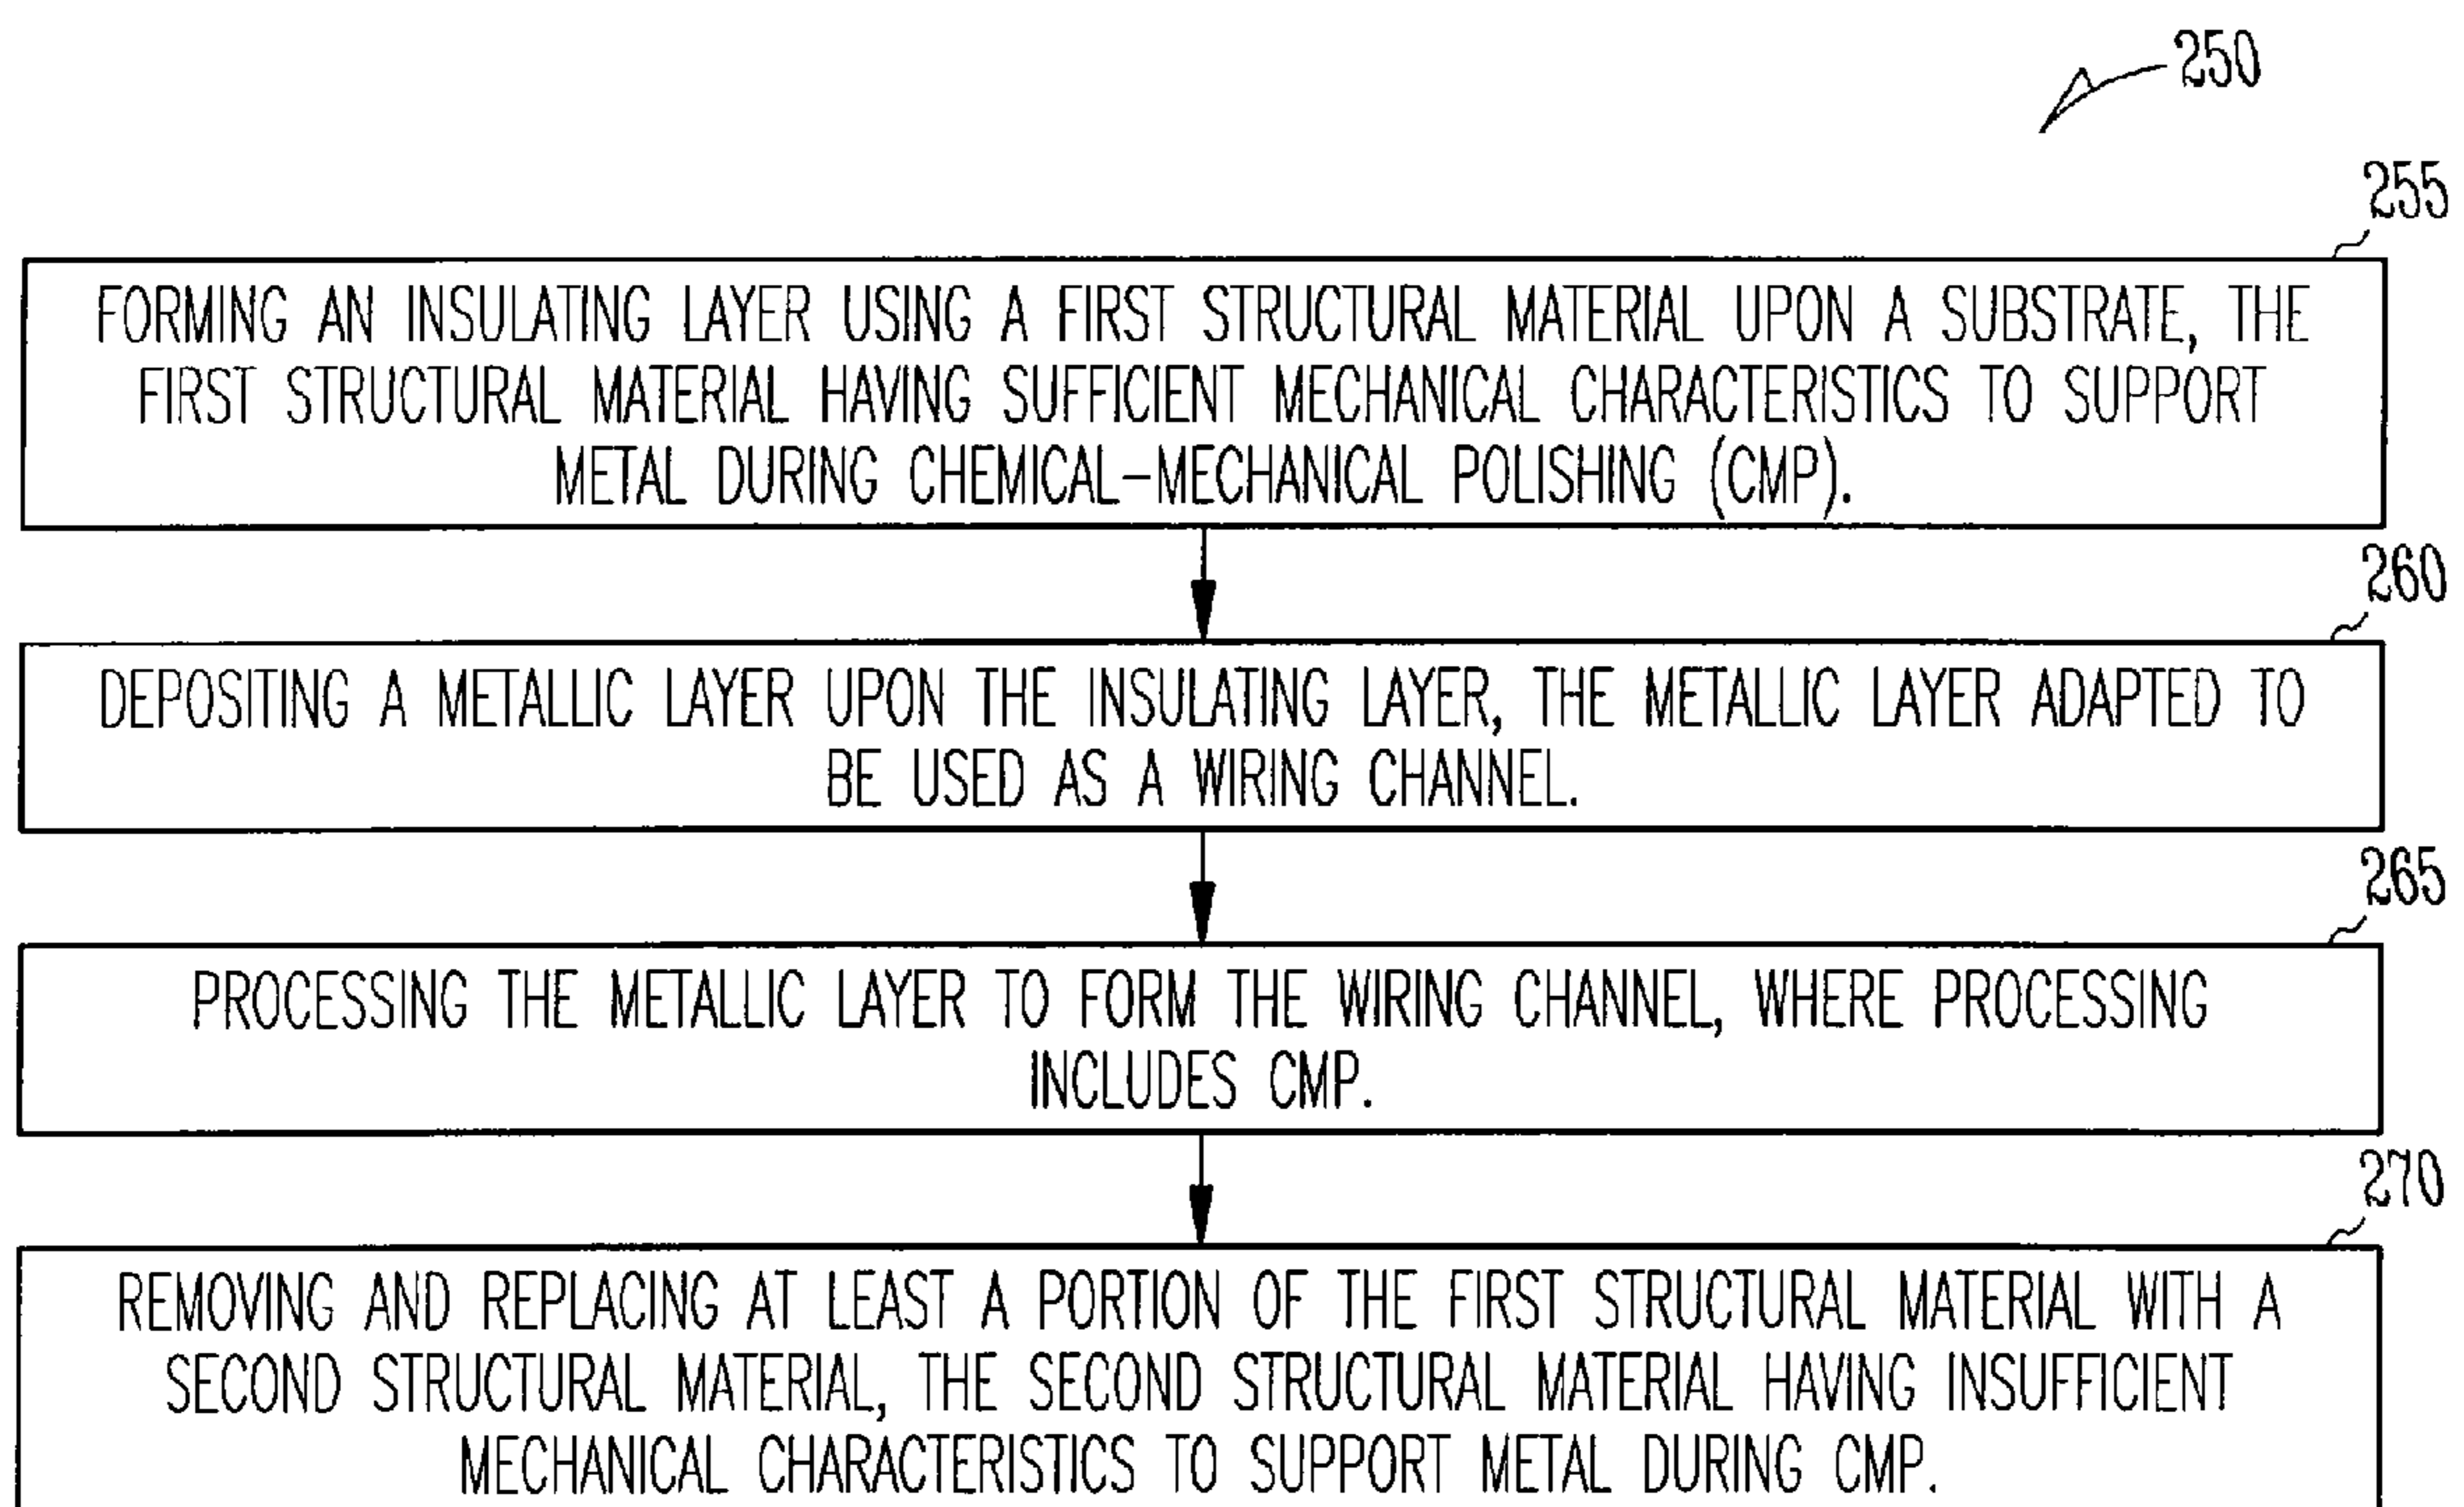 250
255
FORMING AN INSULATING LAYER USING A FIRST STRUCTURAL MATERIAL UPON A SUBSTRATE, THE
FIRST STRUCTURAL MATERIAL HAVING SUFFICIENT MECHANICAL CHARACTERISTICS TO SUPPORT
METAL DURING CHEMICAL-MECHANICAL POLISHING (CMP).
260
DEPOSITING A METALLIC LAYER UPON THE INSULATING LAYER, THE METALLIC LAYER ADAPTED TO
BE USED AS A WIRING CHANNEL.
265
PROCESSING THE METALLIC LAYER TO FORM THE WIRING CHANNEL, WHERE PROCESSING
INCLUDES CMP.
270
REMOVING AND REPLACING AT LEAST A PORTION OF THE FIRST STRUCTURAL MATERIAL WITH A
SECOND STRUCTURAL MATERIAL, THE SECOND STRUCTURAL MATERIAL HAVING INSUFFICIENT
MECHANICAL CHARACTERISTICS TO SUPPORT METAL DURING CMP.